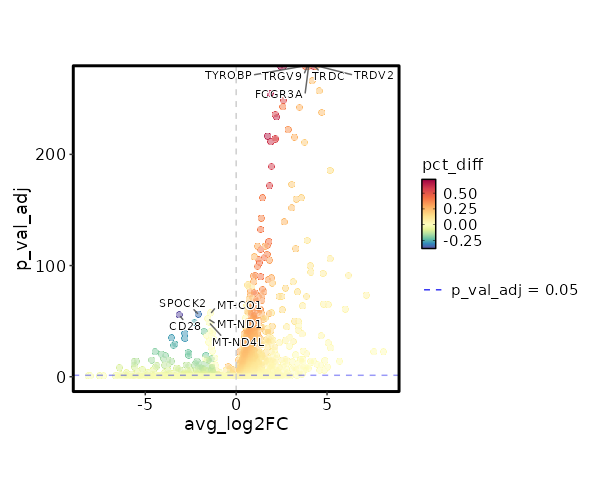 TYROBP TRGV9 TRDC TRDV2
FCGR3A
200
100
0
p_val_adj
SPOCK2 MT-CO1
CD28 MT-ND1
MT-ND4L
-5 0 5
avg_log2FC
pct_diff
0.50
0.25
0.00
-0.25
p_val_adj = 0.05